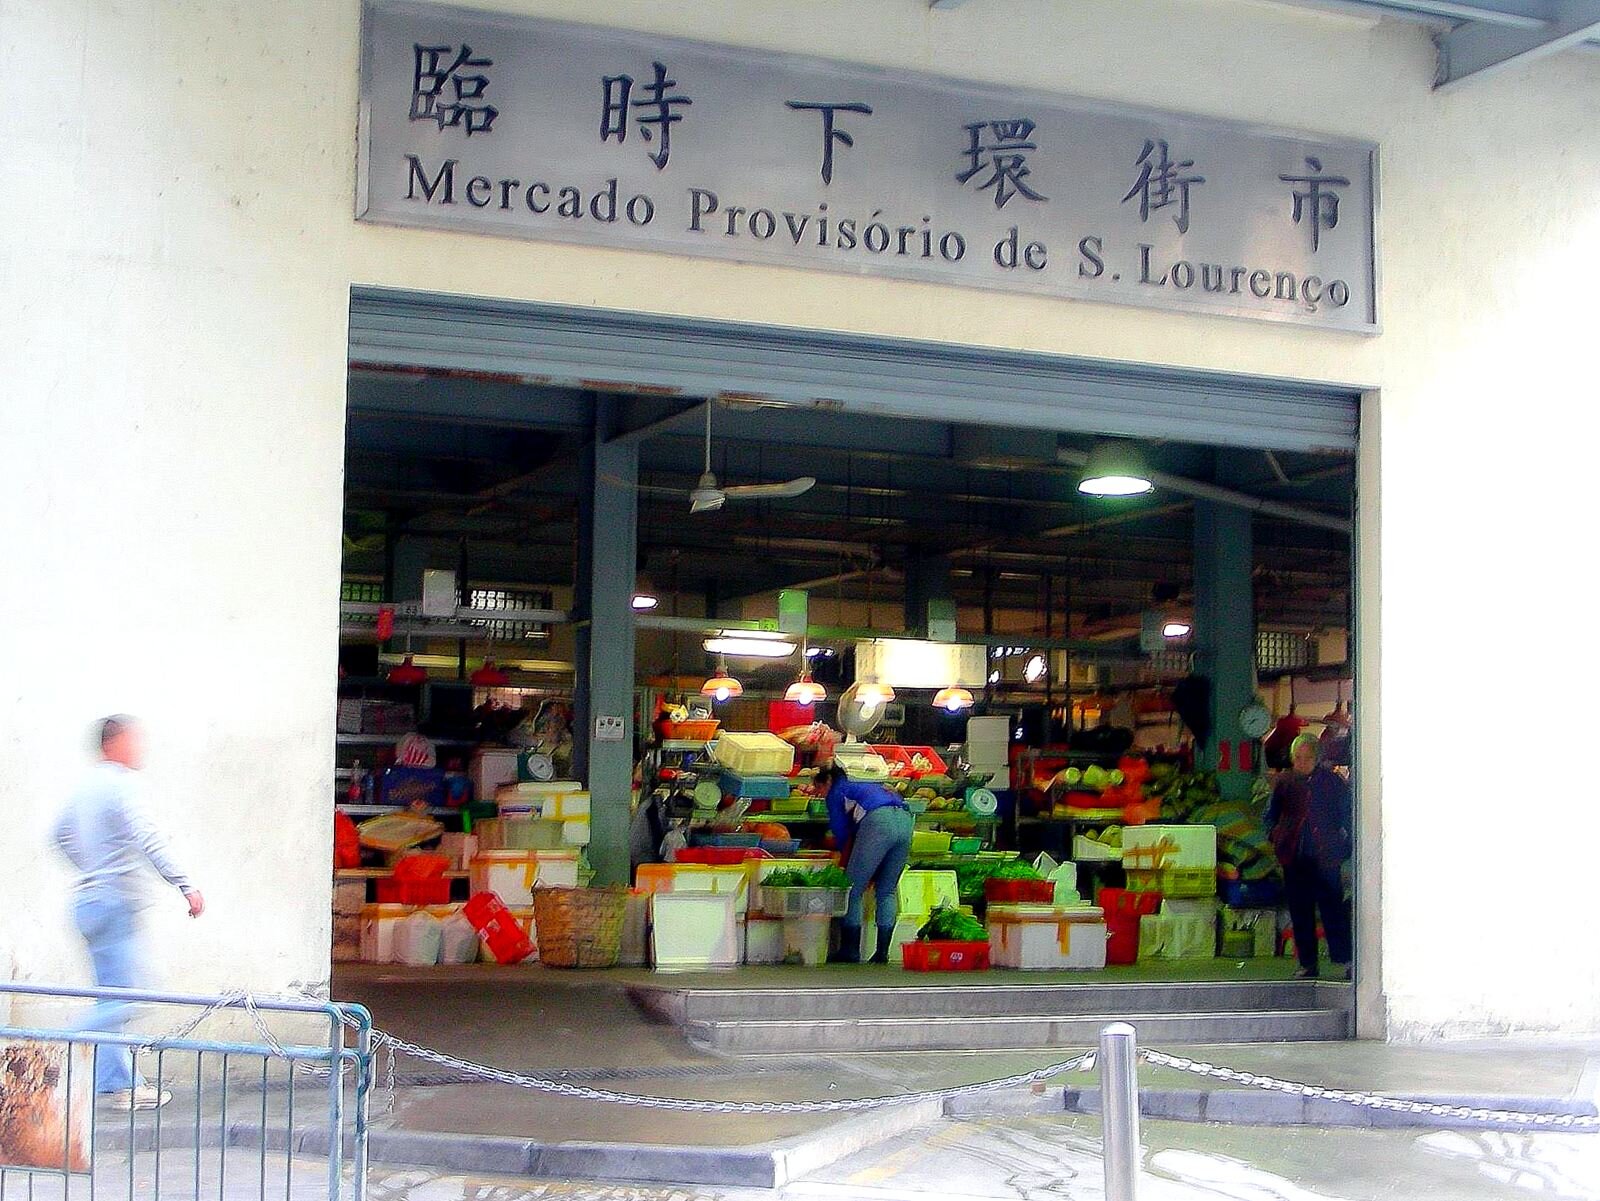 臨時下環街市
Mercado Provisório de S. Lourenço